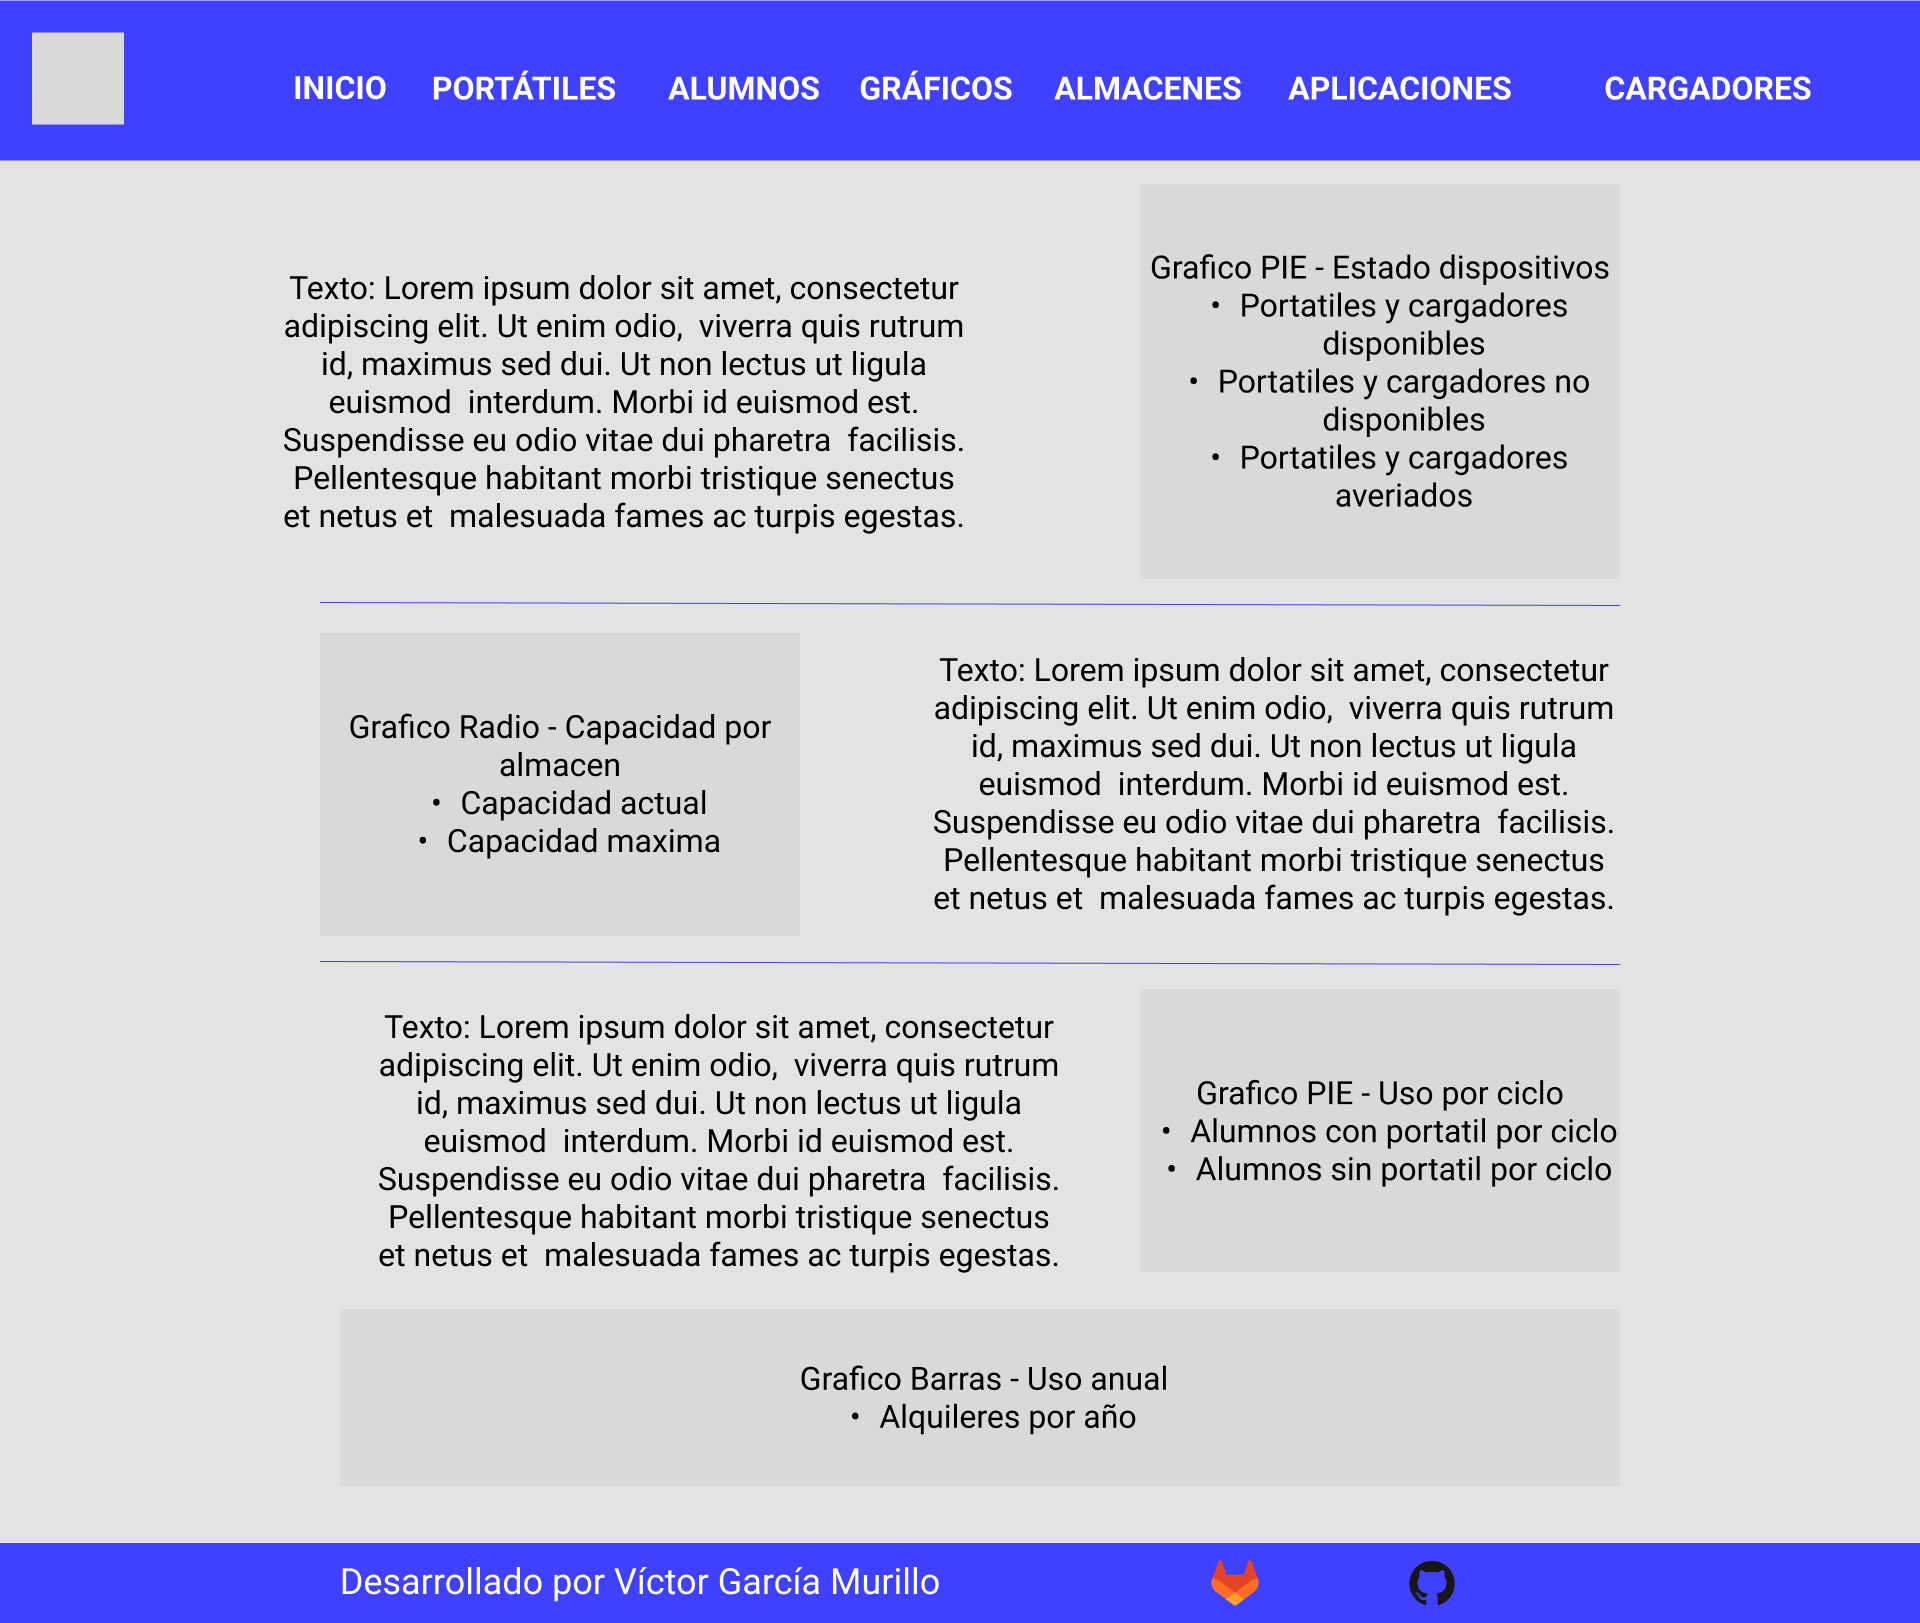 INICIO PORTÁTILES ALUMNOS GRÁFICOS ALMACENES APLICACIONES CARGADORES
Texto: Lorem ipsum dolor sit amet, consectetur
adipiscing elit. Ut enim odio,  viverra quis rutrum
id, maximus sed dui. Ut non lectus ut ligula
euismod  interdum. Morbi id euismod est.
Suspendisse eu odio vitae dui pharetra  facilisis.
Pellentesque habitant morbi tristique senectus
et netus et  malesuada fames ac turpis egestas.
Grafico PIE - Estado dispositivos
• Portatiles y cargadores
disponibles
• Portatiles y cargadores no
disponibles
• Portatiles y cargadores
averiados
Grafico Radio - Capacidad por
almacen
• Capacidad actual
• Capacidad maxima
Texto: Lorem ipsum dolor sit amet, consectetur
adipiscing elit. Ut enim odio,  viverra quis rutrum
id, maximus sed dui. Ut non lectus ut ligula
euismod  interdum. Morbi id euismod est.
Suspendisse eu odio vitae dui pharetra  facilisis.
Pellentesque habitant morbi tristique senectus
et netus et  malesuada fames ac turpis egestas.
Texto: Lorem ipsum dolor sit amet, consectetur
adipiscing elit. Ut enim odio,  viverra quis rutrum
id, maximus sed dui. Ut non lectus ut ligula
euismod  interdum. Morbi id euismod est.
Suspendisse eu odio vitae dui pharetra  facilisis.
Pellentesque habitant morbi tristique senectus
et netus et  malesuada fames ac turpis egestas.
Grafico PIE - Uso por ciclo
• Alumnos con portatil por ciclo
• Alumnos sin portatil por ciclo
Grafico Barras - Uso anual
• Alquileres por año
Desarrollado por Víctor García Murillo